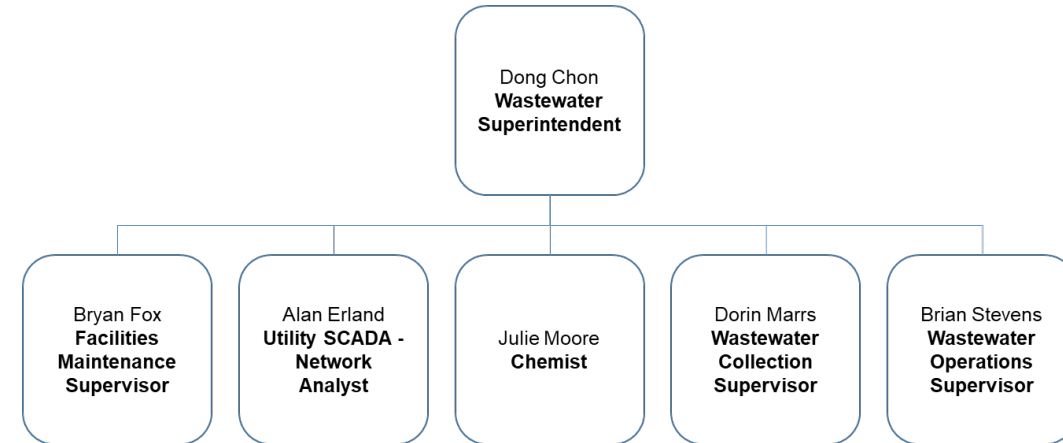 Dong Chon
Wastewater
Superintendent
Bryan Fox
Facilities
Maintenance
Supervisor
Alan Erland
Utility SCADA -
Network
Analyst
Julie Moore
Chemist
Dorin Marrs
Wastewater
Collection
Supervisor
Brian Stevens
Wastewater
Operations
Supervisor